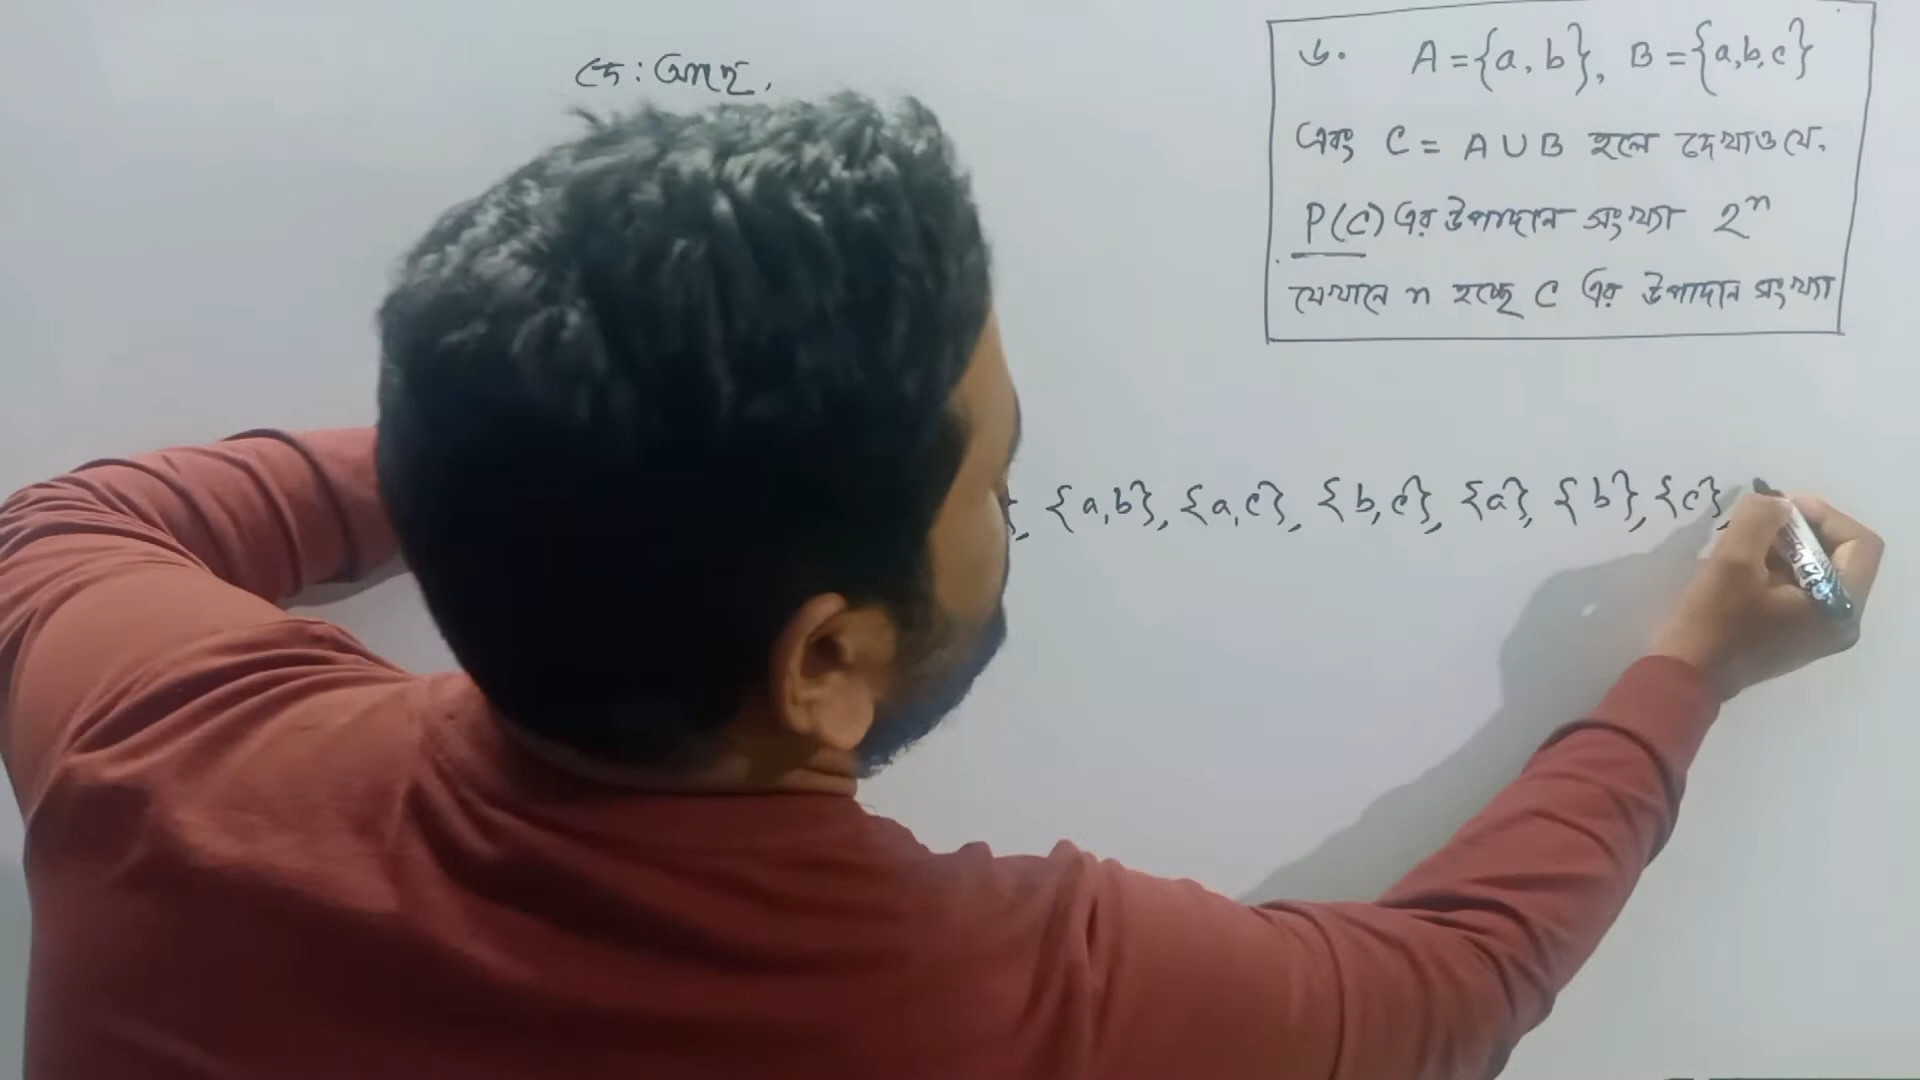 দে: আছে,
৬. A = {a, b}, B = {a, b, c}
এবং C = A ∪ B হলে দেখাও যে,
P(C) এর উপাদান সংখ্যা 2ⁿ
যেখানে n হচ্ছে C এর উপাদান সংখ্যা
}, {a,b}, {a,c}, {b,c}, {a}, {b}, {c},